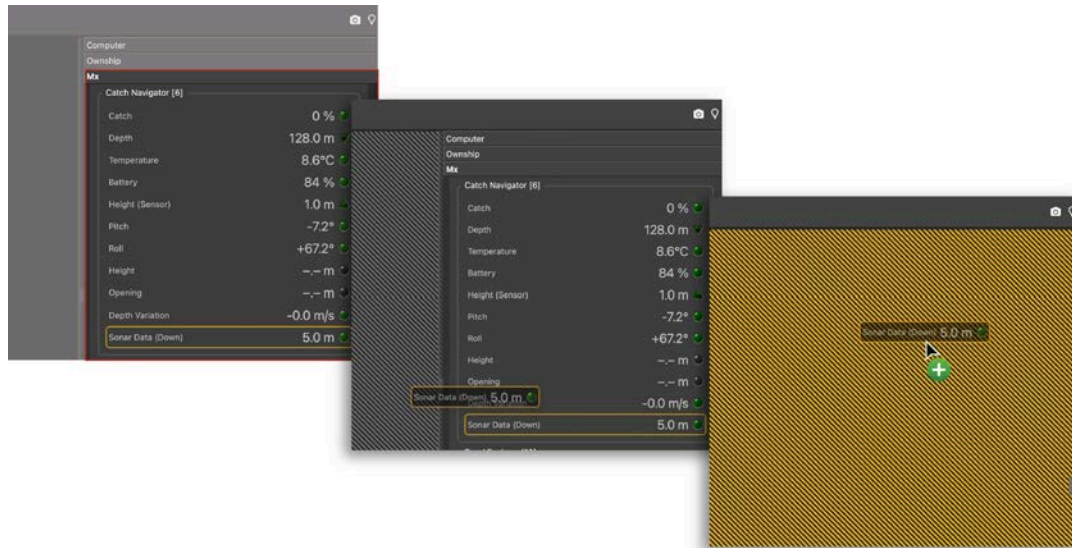 Computer
Ownship
Mx
Catch Navigator [6]
Catch 0 %
Depth 128.0 m
Temperature 8.6°C
Battery 84 %
Height (Sensor) 1.0 m
Pitch -7.2°
Roll +67.2°
Height -.- m
Opening -.- m
Depth Variation -0.0 m/s
Sonar Data (Down) 5.0 m
Computer
Ownship
Mx
Catch Navigator [6]
Catch 0 %
Depth 128.0 m
Temperature 8.6°C
Battery 84 %
Height (Sensor) 1.0 m
Pitch -7.2°
Roll +67.2°
Height -.- m
Opening -.- m
Sonar Data (Down) 5.0 m
-0.0 m/s
Sonar Data (Down) 5.0 m
Sonar Data (Down) 5.0 m